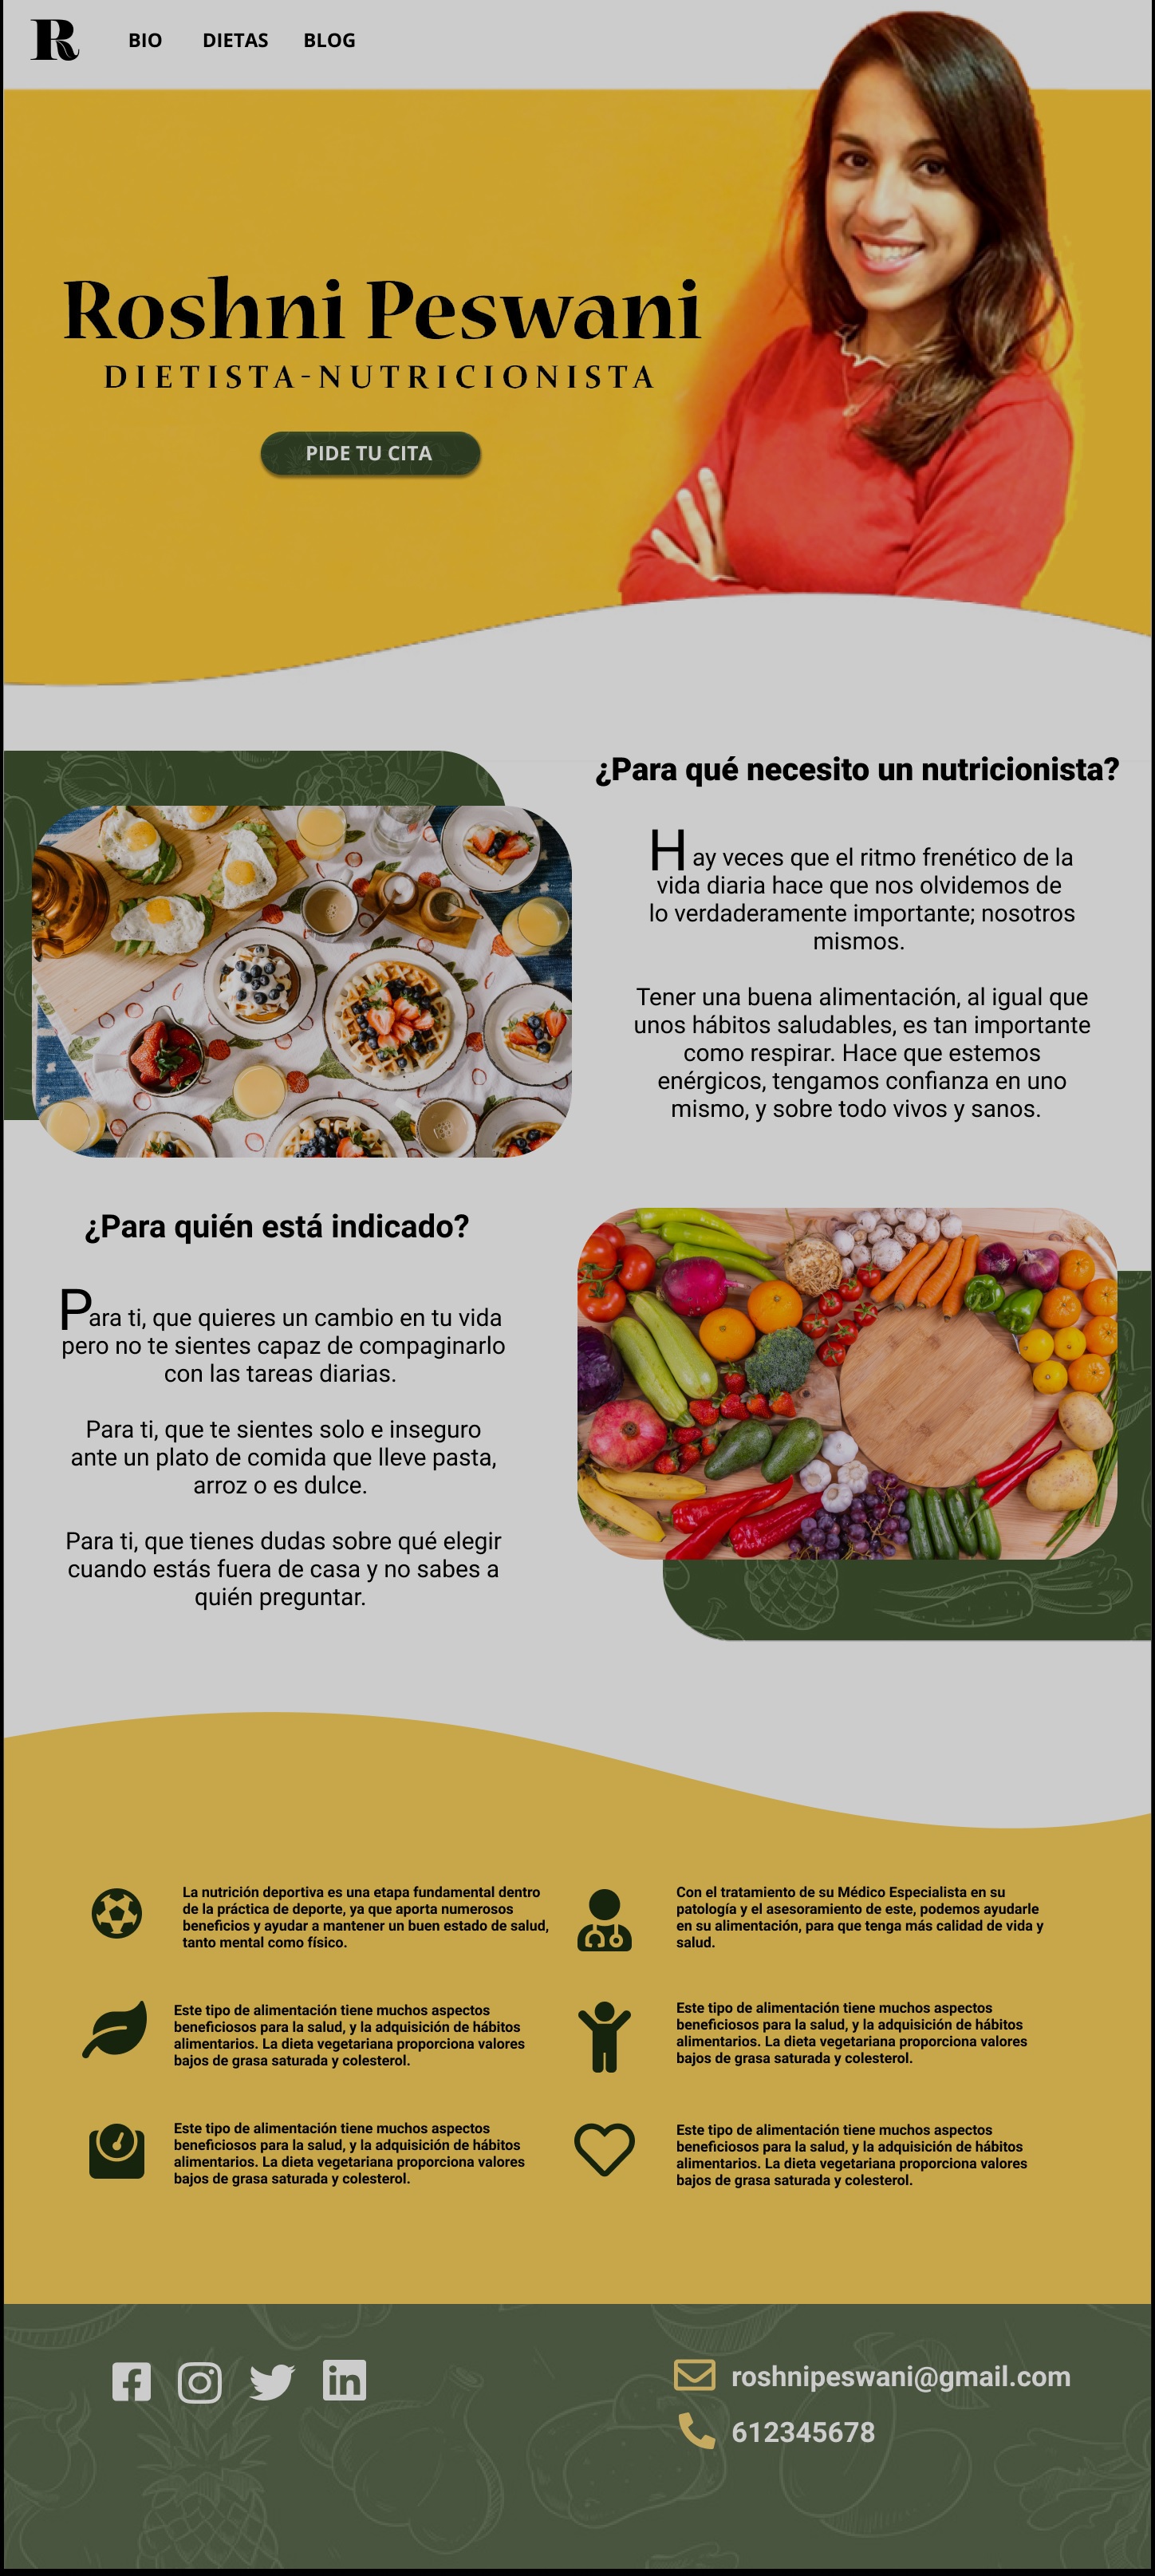 R
BIO DIETAS BLOG
Roshni Peswani
DIETISTA-NUTRICIONISTA
PIDE TU CITA
¿Para qué necesito un nutricionista?
Hay veces que el ritmo frenético de la
vida diaria hace que nos olvidemos de
lo verdaderamente importante; nosotros
mismos.
Tener una buena alimentación, al igual que
unos hábitos saludables, es tan importante
como respirar. Hace que estemos
enérgicos, tengamos confianza en uno
mismo, y sobre todo vivos y sanos.
¿Para quién está indicado?
Para ti, que quieres un cambio en tu vida
pero no te sientes capaz de compaginarlo
con las tareas diarias.
Para ti, que te sientes solo e inseguro
ante un plato de comida que lleve pasta,
arroz o es dulce.
Para ti, que tienes dudas sobre qué elegir
cuando estás fuera de casa y no sabes a
quién preguntar.
La nutrición deportiva es una etapa fundamental dentro
de la práctica de deporte, ya que aporta numerosos
beneficios y ayudar a mantener un buen estado de salud,
tanto mental como físico.
Con el tratamiento de su Médico Especialista en su
patología y el asesoramiento de este, podemos ayudarle
en su alimentación, para que tenga más calidad de vida y
salud.
Este tipo de alimentación tiene muchos aspectos
beneficiosos para la salud, y la adquisición de hábitos
alimentarios. La dieta vegetariana proporciona valores
bajos de grasa saturada y colesterol.
Este tipo de alimentación tiene muchos aspectos
beneficiosos para la salud, y la adquisición de hábitos
alimentarios. La dieta vegetariana proporciona valores
bajos de grasa saturada y colesterol.
Este tipo de alimentación tiene muchos aspectos
beneficiosos para la salud, y la adquisición de hábitos
alimentarios. La dieta vegetariana proporciona valores
bajos de grasa saturada y colesterol.
Este tipo de alimentación tiene muchos aspectos
beneficiosos para la salud, y la adquisición de hábitos
alimentarios. La dieta vegetariana proporciona valores
bajos de grasa saturada y colesterol.
roshnipeswani@gmail.com
612345678